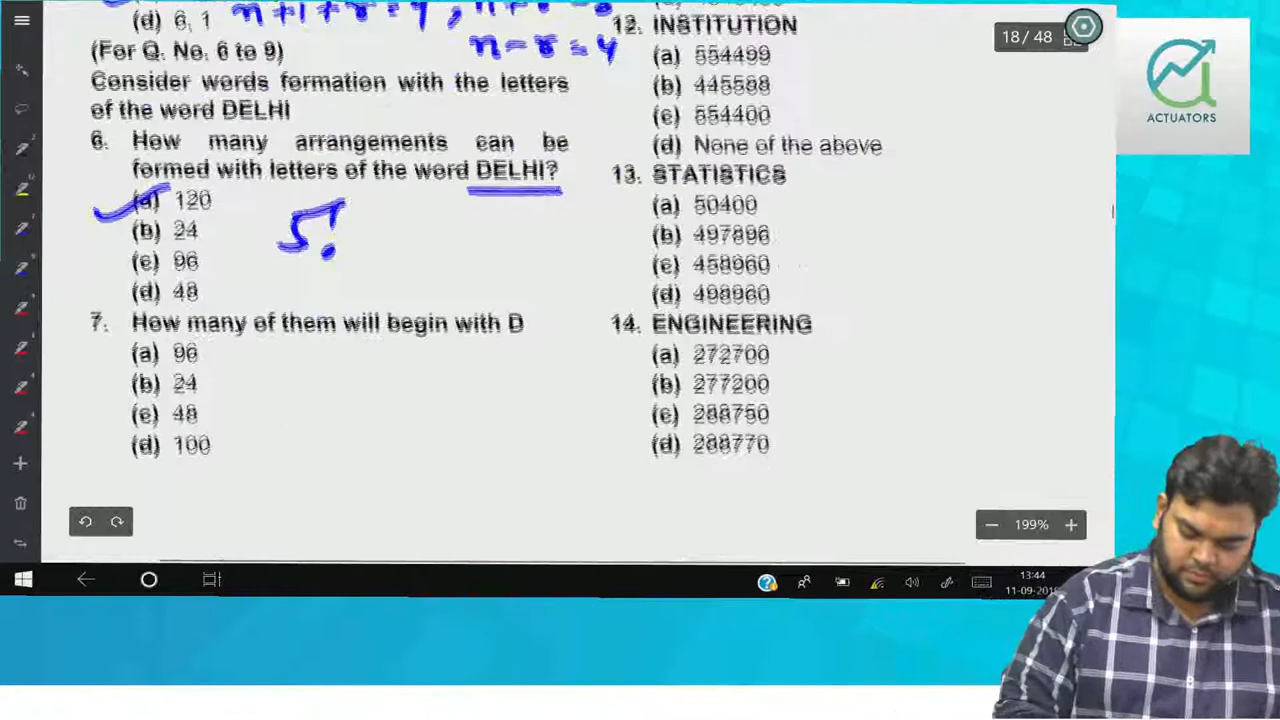 (d) 6, 1
n+1+r=9,
n-r=4
(For Q. No. 6 to 9)
Consider words formation with the letters
of the word DELHI
6. How many arrangements can be
formed with letters of the word DELHI?
(a) 120
(b) 24
(c) 96
(d) 48
5!
7. How many of them will begin with D
(a) 96
(b) 24
(c) 48
(d) 100
12. INSTITUTION
(a) 554499
(b) 445588
(c) 554400
(d) None of the above
13. STATISTICS
(a) 50400
(b) 497896
(c) 458960
(d) 498960
14. ENGINEERING
(a) 272700
(b) 277200
(c) 288750
(d) 288770
18 / 48
ACTUATORS
199%
13:44